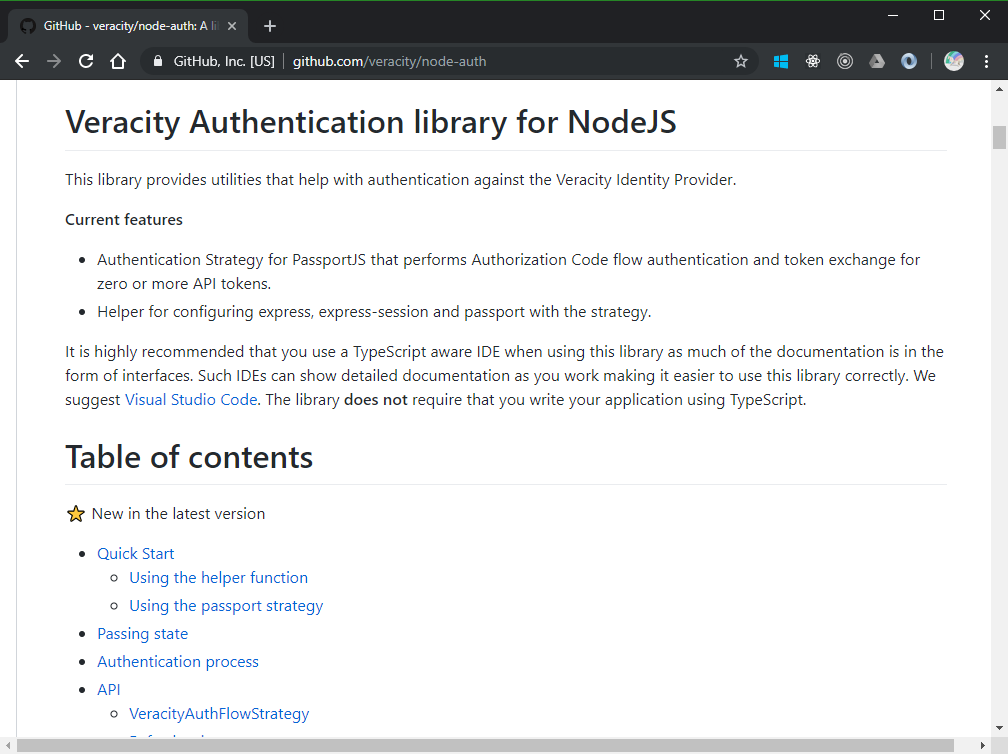 GitHub - veracity/node-auth: A li
GitHub, Inc. [US]
github.com/veracity/node-auth
Veracity Authentication library for NodeJS
This library provides utilities that help with authentication against the Veracity Identity Provider.
Current features
Authentication Strategy for PassportJS that performs Authorization Code flow authentication and token exchange for
zero or more API tokens.
Helper for configuring express, express-session and passport with the strategy.
It is highly recommended that you use a TypeScript aware IDE when using this library as much of the documentation is in the
form of interfaces. Such IDEs can show detailed documentation as you work making it easier to use this library correctly. We
suggest Visual Studio Code. The library does not require that you write your application using TypeScript.
Table of contents
New in the latest version
Quick Start
Using the helper function
Using the passport strategy
Passing state
Authentication process
API
VeracityAuthFlowStrategy